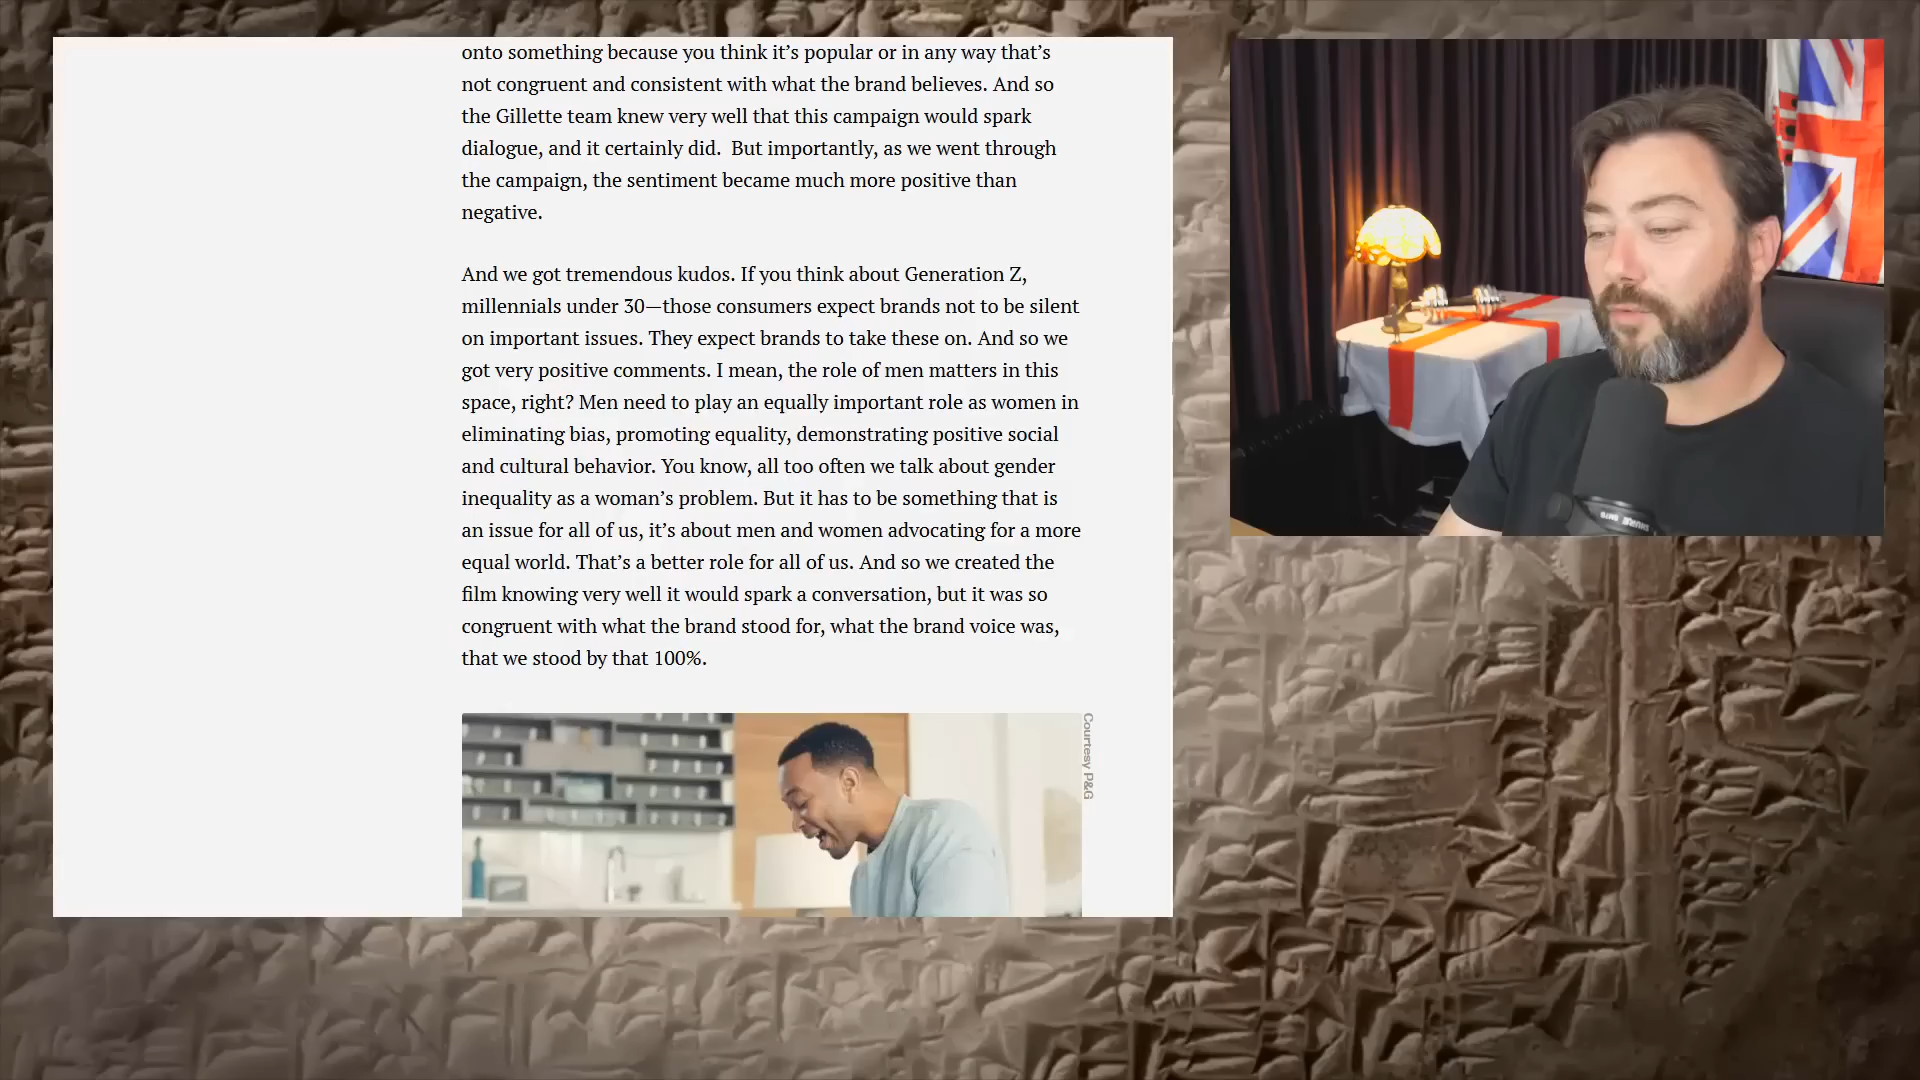 onto something because you think it’s popular or in any way that’s
not congruent and consistent with what the brand believes. And so
the Gillette team knew very well that this campaign would spark
dialogue, and it certainly did.  But importantly, as we went through
the campaign, the sentiment became much more positive than
negative.
And we got tremendous kudos. If you think about Generation Z,
millennials under 30—those consumers expect brands not to be silent
on important issues. They expect brands to take these on. And so we
got very positive comments. I mean, the role of men matters in this
space, right? Men need to play an equally important role as women in
eliminating bias, promoting equality, demonstrating positive social
and cultural behavior. You know, all too often we talk about gender
inequality as a woman’s problem. But it has to be something that is
an issue for all of us, it’s about men and women advocating for a more
equal world. That’s a better role for all of us. And so we created the
film knowing very well it would spark a conversation, but it was so
congruent with what the brand stood for, what the brand voice was,
that we stood by that 100%.
Courtesy P&G